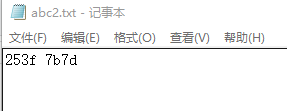 abc2.txt - 记事本
文件(F) 编辑(E) 格式(O) 查看(V) 帮助(H)
253f 7b7d